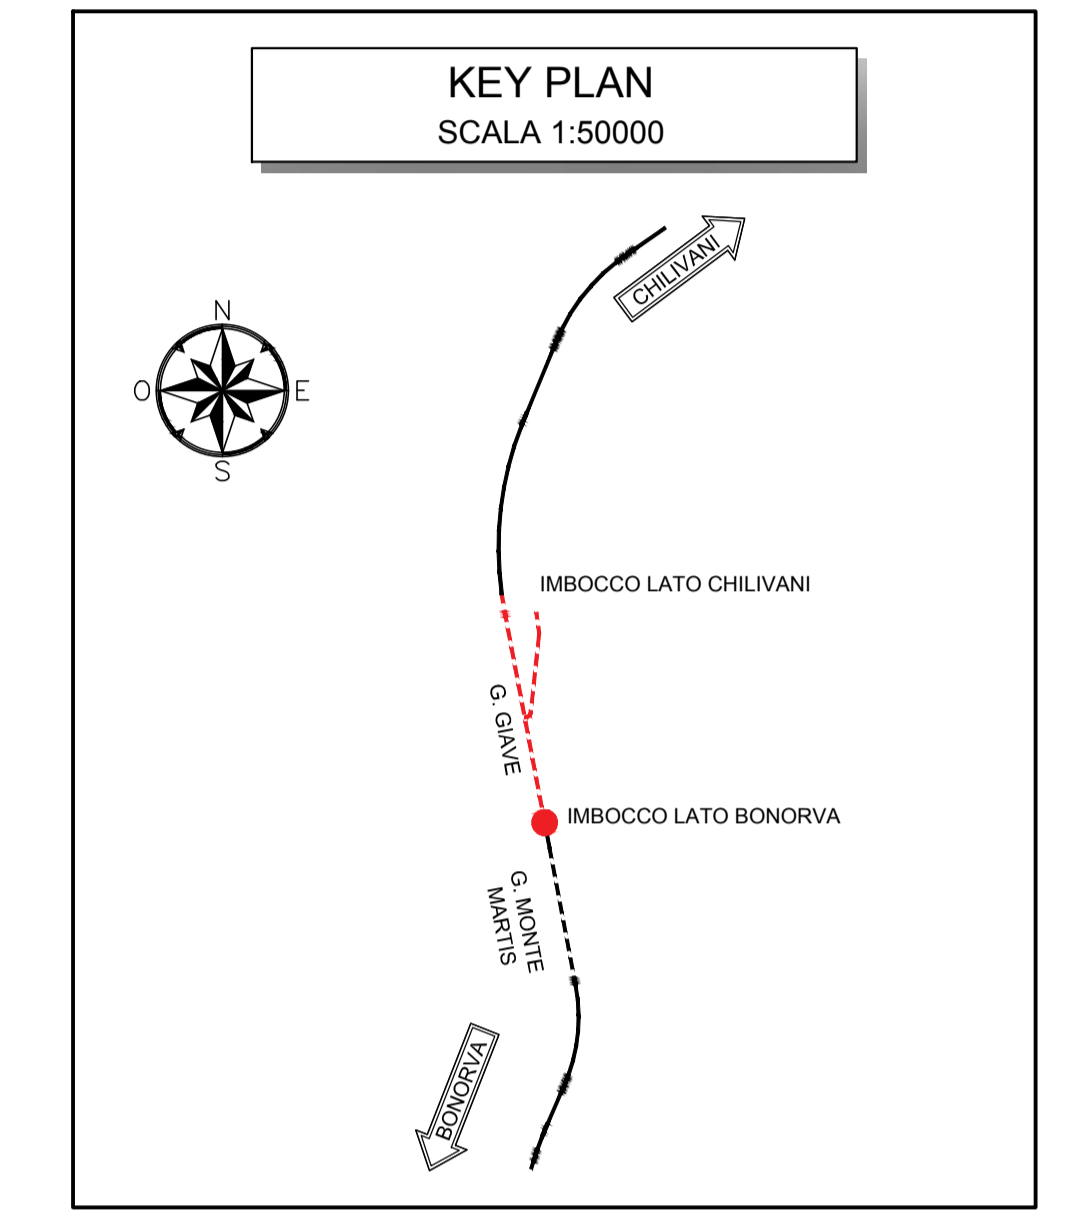 KEY PLAN
SCALA 1:50000
CHILIVANI
N
O
E
S
IMBOCCO LATO CHILIVANI
G. GIAVE
IMBOCCO LATO BONORVA
G. MONTE
MARTIS
BONORVA